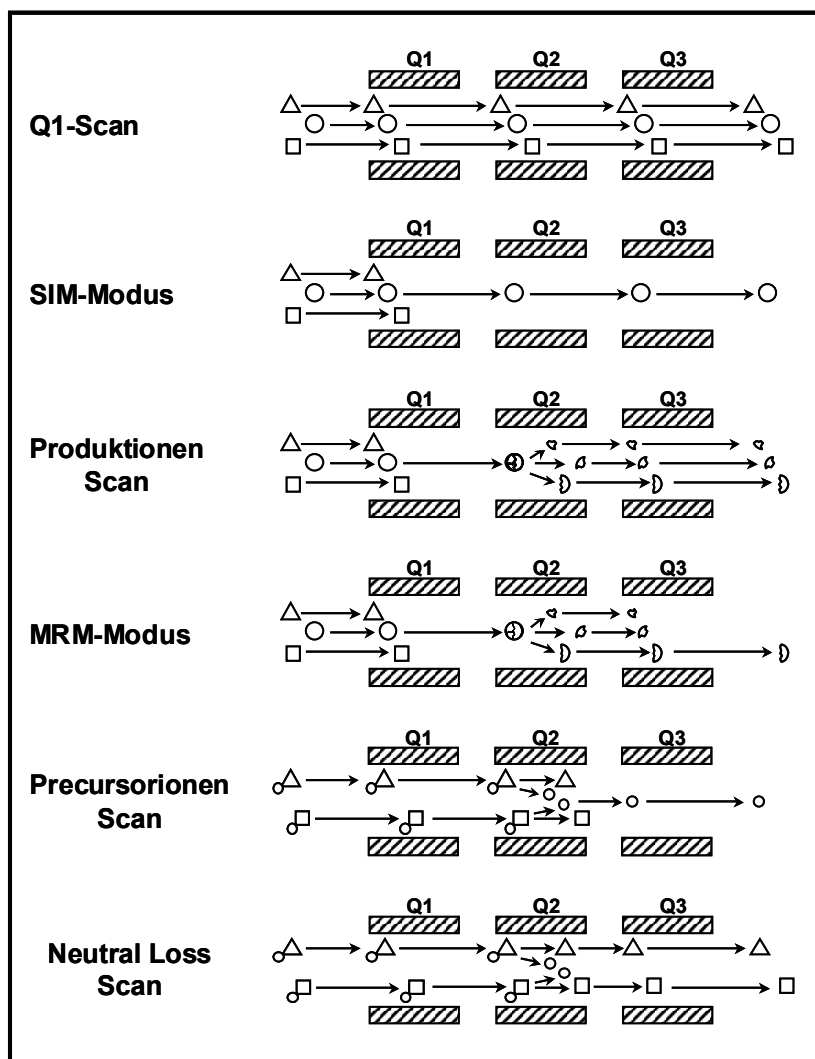 Q1 Q2 Q3
Q1-Scan
Q1 Q2 Q3
SIM-Modus
Q1 Q2 Q3
Produktionen
Scan
Q1 Q2 Q3
MRM-Modus
Q1 Q2 Q3
Precursorionen
Scan
Q1 Q2 Q3
Neutral Loss
Scan